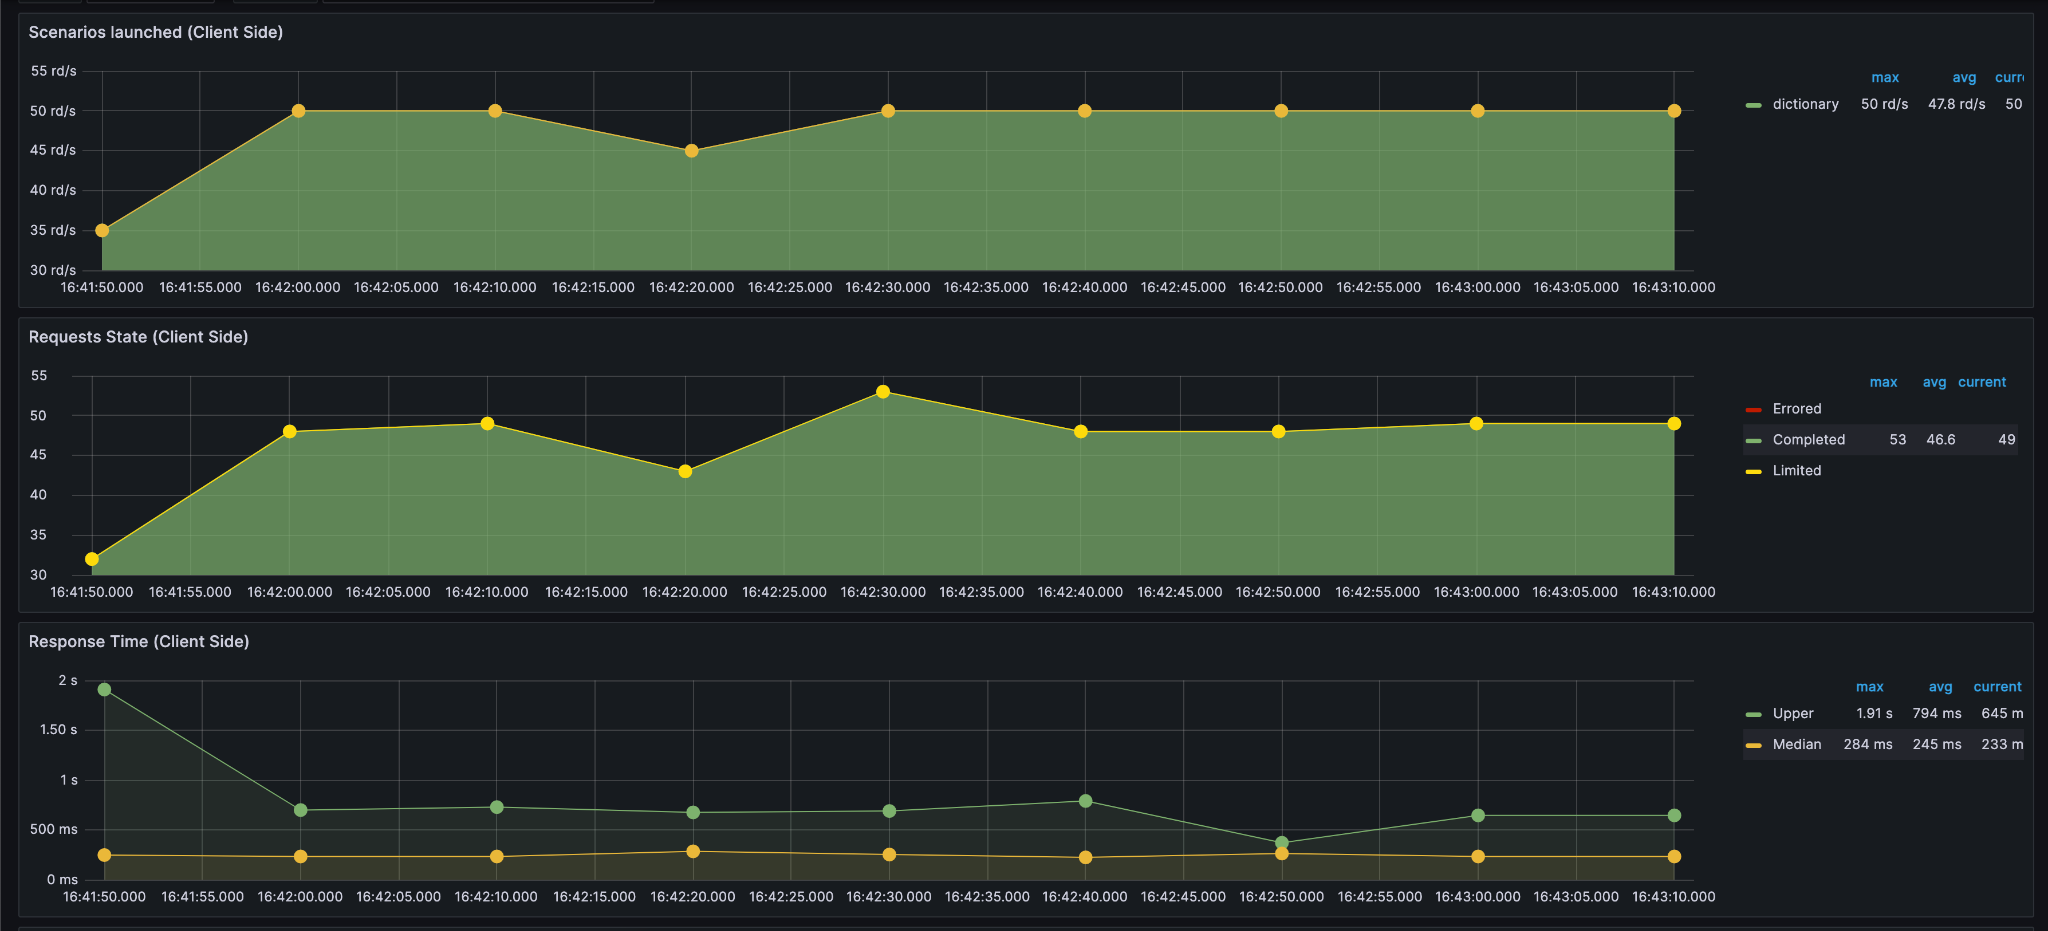 Scenarios launched (Client Side)
55 rd/s
50 rd/s
45 rd/s
40 rd/s
35 rd/s
30 rd/s
16:41:50.000 16:41:55.000 16:42:00.000 16:42:05.000 16:42:10.000 16:42:15.000 16:42:20.000 16:42:25.000 16:42:30.000 16:42:35.000 16:42:40.000 16:42:45.000 16:42:50.000 16:42:55.000 16:43:00.000 16:43:05.000 16:43:10.000
max avg curr
dictionary 50 rd/s 47.8 rd/s 50
Requests State (Client Side)
55
50
45
40
35
30
16:41:50.000 16:41:55.000 16:42:00.000 16:42:05.000 16:42:10.000 16:42:15.000 16:42:20.000 16:42:25.000 16:42:30.000 16:42:35.000 16:42:40.000 16:42:45.000 16:42:50.000 16:42:55.000 16:43:00.000 16:43:05.000 16:43:10.000
max avg current
Errored
Completed 53 46.6 49
Limited
Response Time (Client Side)
2 s
1.50 s
1 s
500 ms
0 ms
16:41:50.000 16:41:55.000 16:42:00.000 16:42:05.000 16:42:10.000 16:42:15.000 16:42:20.000 16:42:25.000 16:42:30.000 16:42:35.000 16:42:40.000 16:42:45.000 16:42:50.000 16:42:55.000 16:43:00.000 16:43:05.000 16:43:10.000
max avg current
Upper 1.91 s 794 ms 645 m
Median 284 ms 245 ms 233 m